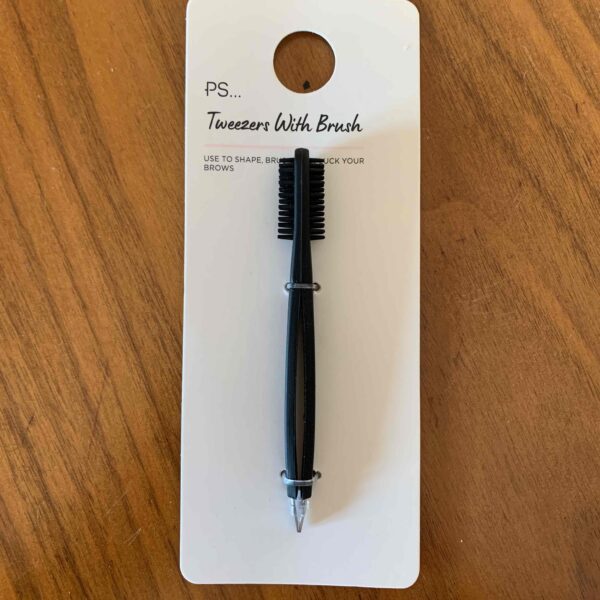 PS...
Tweezers With Brush
USE TO SHAPE, YOUR
BROWS